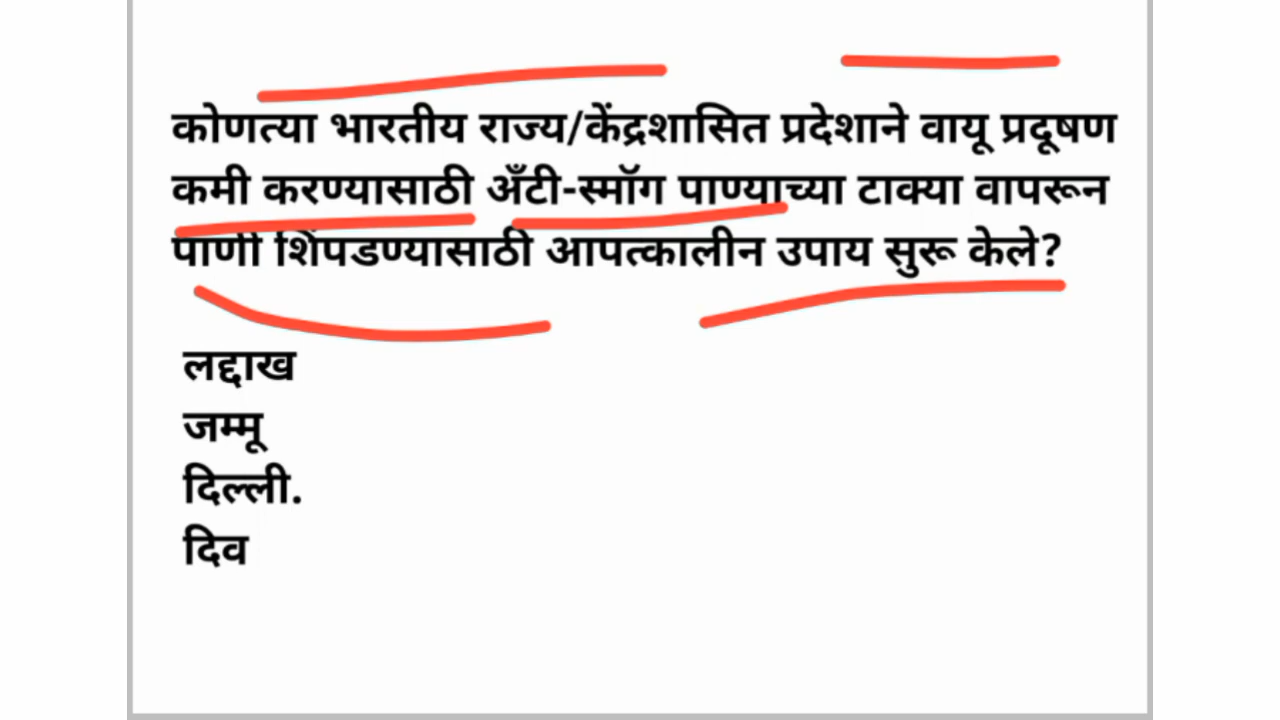 कोणत्या भारतीय राज्य/केंद्रशासित प्रदेशाने वायू प्रदूषण
कमी करण्यासाठी अँटी-स्मॉग पाण्याच्या टाक्या वापरून
पाणी शिंपडण्यासाठी आपत्कालीन उपाय सुरू केले?
लद्दाख
जम्मू
दिल्ली.
दिव